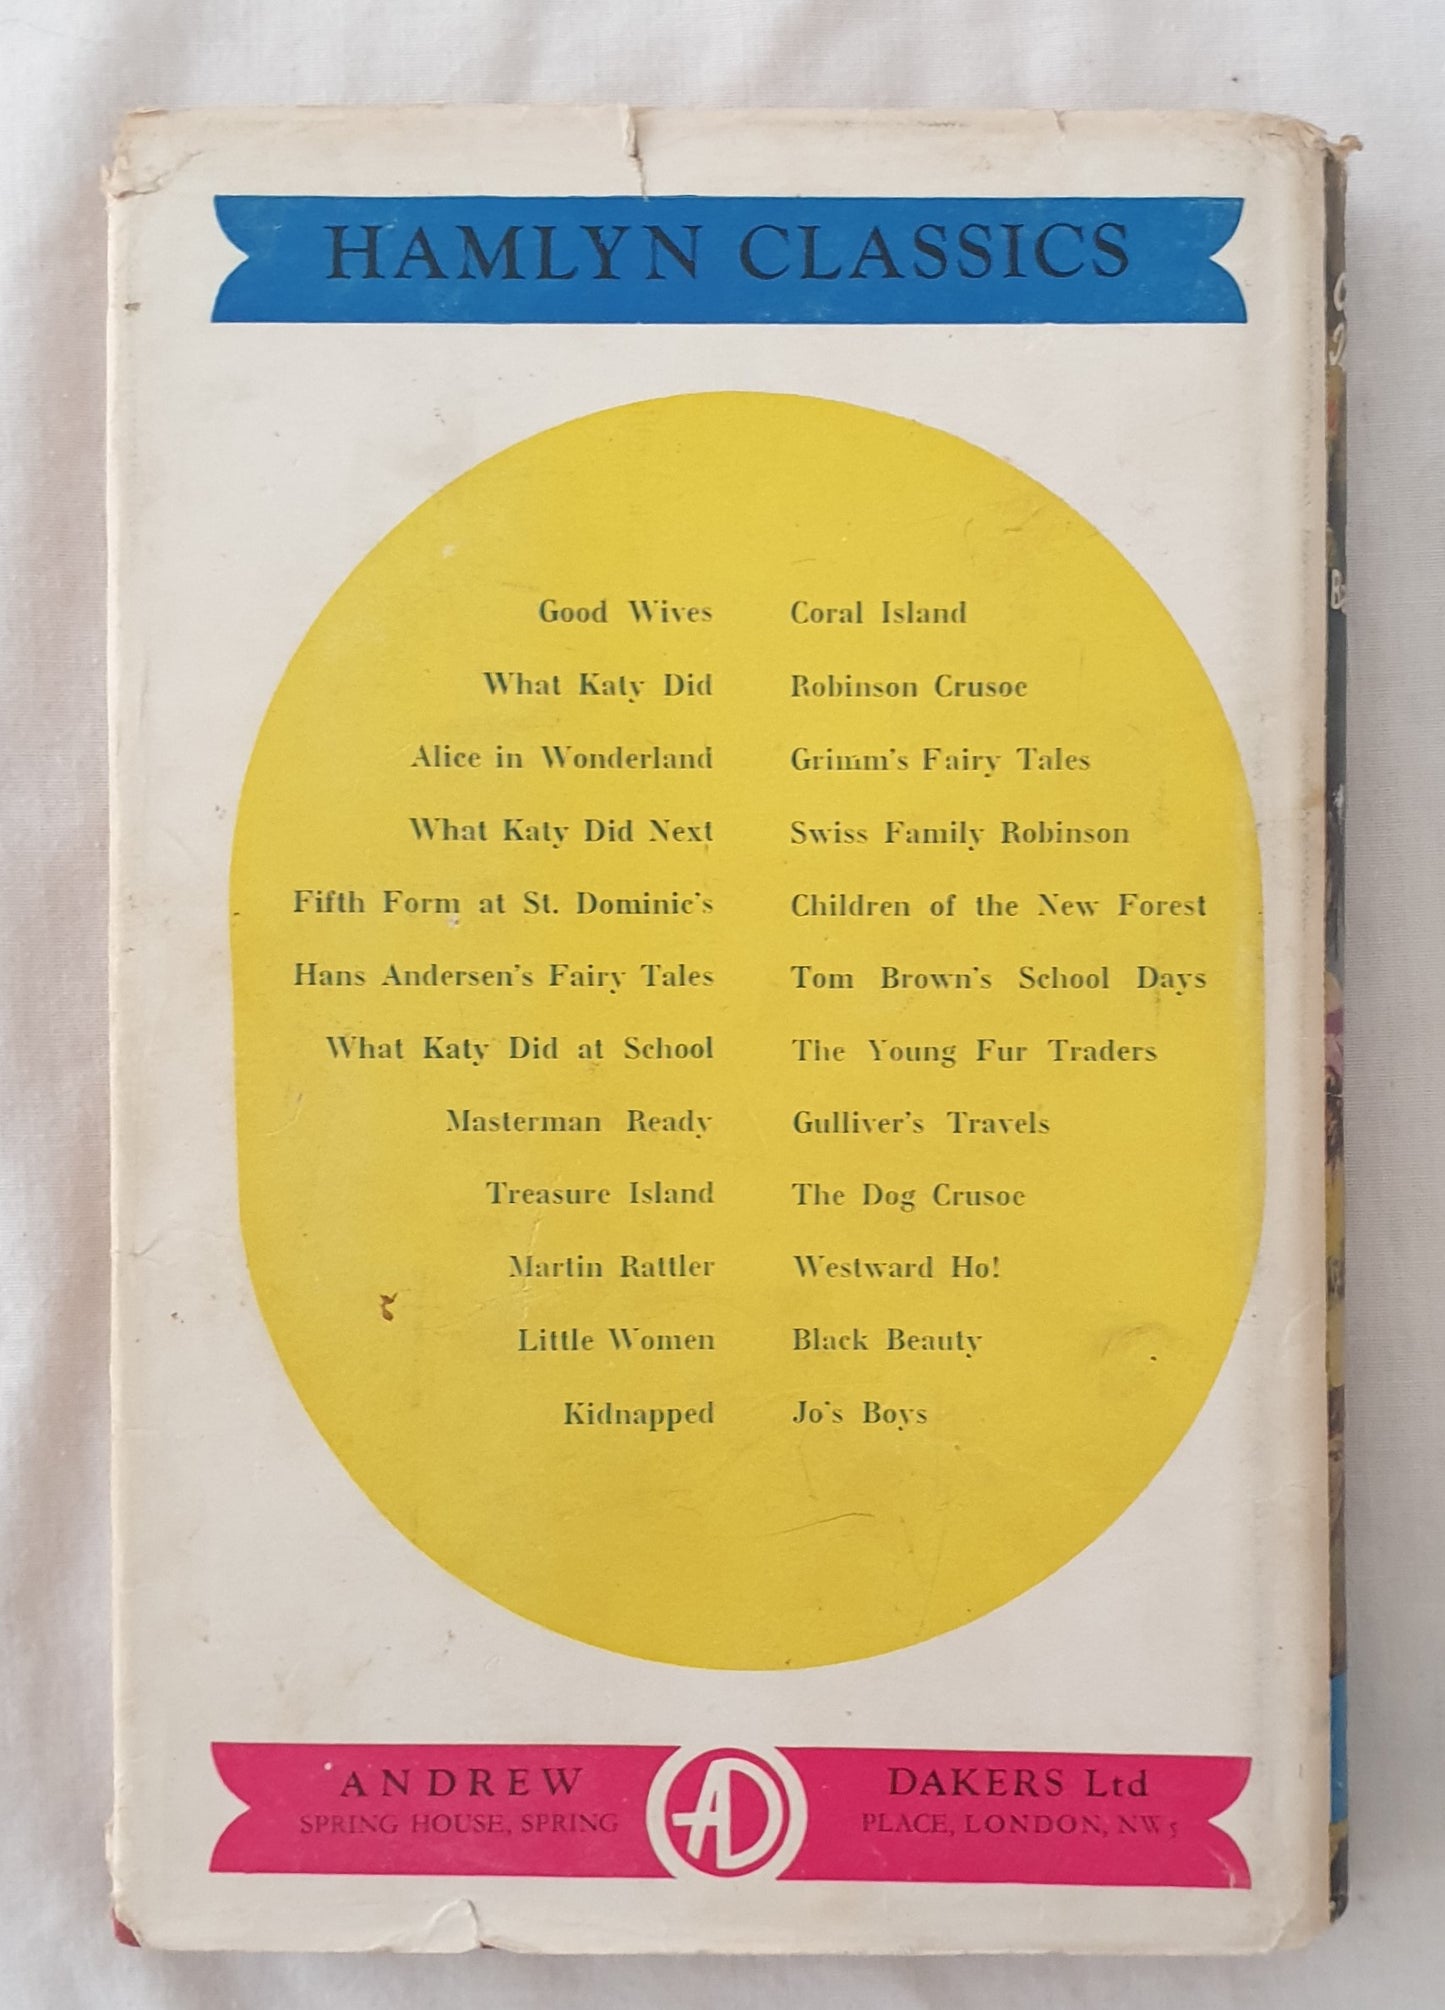 HAMLYN CLASSICS
Good Wives
What Katy Did
Alice in Wonderland
What Katy Did Next
Fifth Form at St. Dominic's
Hans Andersen's Fairy Tales
What Katy Did at School
Masterman Ready
Treasure Island
Martin Rattler
Little Women
Kidnapped
Coral Island
Robinson Crusoe
Grimm's Fairy Tales
Swiss Family Robinson
Children of the New Forest
Tom Brown's School Days
The Young Fur Traders
Gulliver's Travels
The Dog Crusoe
Westward Ho!
Black Beauty
Jo's Boys
ANDREW
SPRING HOUSE, SPRING
AD
DAKERS Ltd
PLACE, LONDON, NW 5